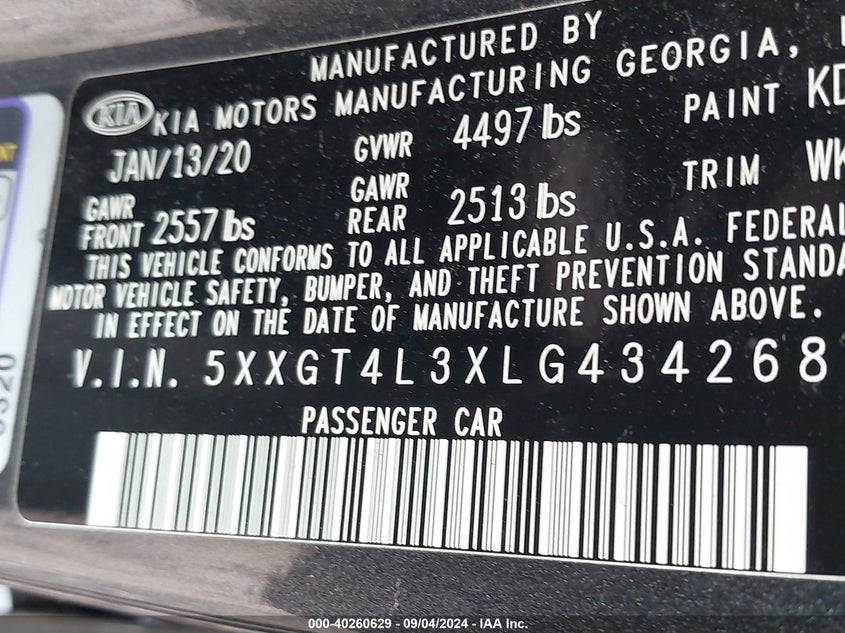 MANUFACTURED BY
KIA KIA MOTORS MANUFACTURING GEORGIA,
JAN/13/20 GVWR 4497 lbs PAINT KD
GAWR FRONT 2557 lbs GAWR REAR 2513 lbs TRIM WK
THIS VEHICLE CONFORMS TO ALL APPLICABLE U.S.A. FEDERAL
MOTOR VEHICLE SAFETY, BUMPER, AND THEFT PREVENTION STANDA
IN EFFECT ON THE DATE OF MANUFACTURE SHOWN ABOVE.
V.I.N. 5XXGT4L3XLG434268
PASSENGER CAR
000-40260629 - 09/04/2024 - IAA Inc.